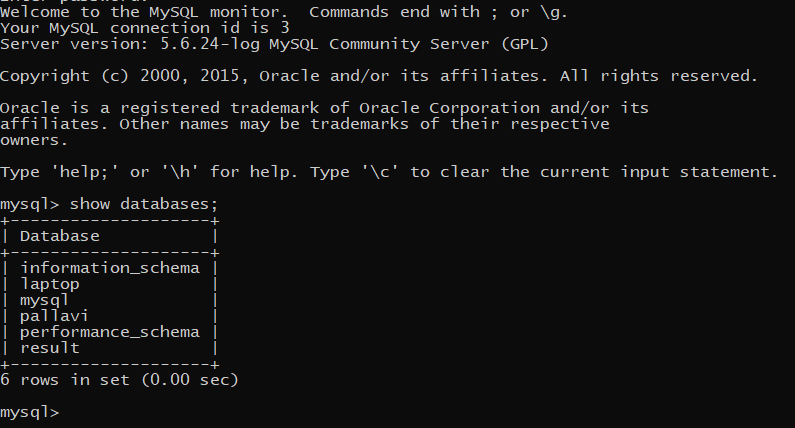 Welcome to the MySQL monitor.  Commands end with ; or \g.
Your MySQL connection id is 3
Server version: 5.6.24-log MySQL Community Server (GPL)
Copyright (c) 2000, 2015, Oracle and/or its affiliates. All rights reserved.
Oracle is a registered trademark of Oracle Corporation and/or its
affiliates. Other names may be trademarks of their respective
owners.
Type 'help;' or '\h' for help. Type '\c' to clear the current input statement.
mysql> show databases;
+--------------------+
| Database           |
+--------------------+
| information_schema |
| laptop             |
| mysql              |
| pallavi            |
| performance_schema |
| result             |
+--------------------+
6 rows in set (0.00 sec)
mysql>